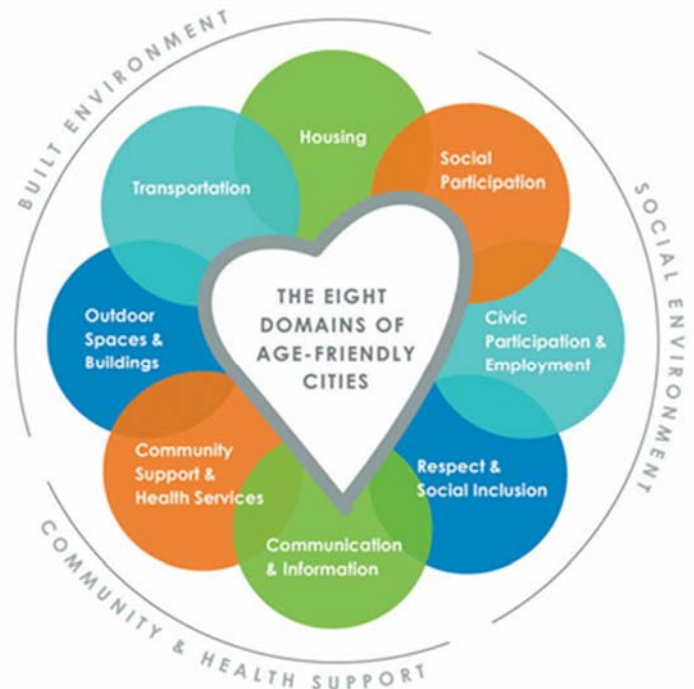 BUILT ENVIRONMENT
SOCIAL ENVIRONMENT
COMMUNITY & HEALTH SUPPORT
THE EIGHT
DOMAINS OF
AGE-FRIENDLY
CITIES
Housing
Social
Participation
Civic
Participation &
Employment
Respect &
Social Inclusion
Communication
& Information
Community
Support &
Health Services
Outdoor
Spaces &
Buildings
Transportation